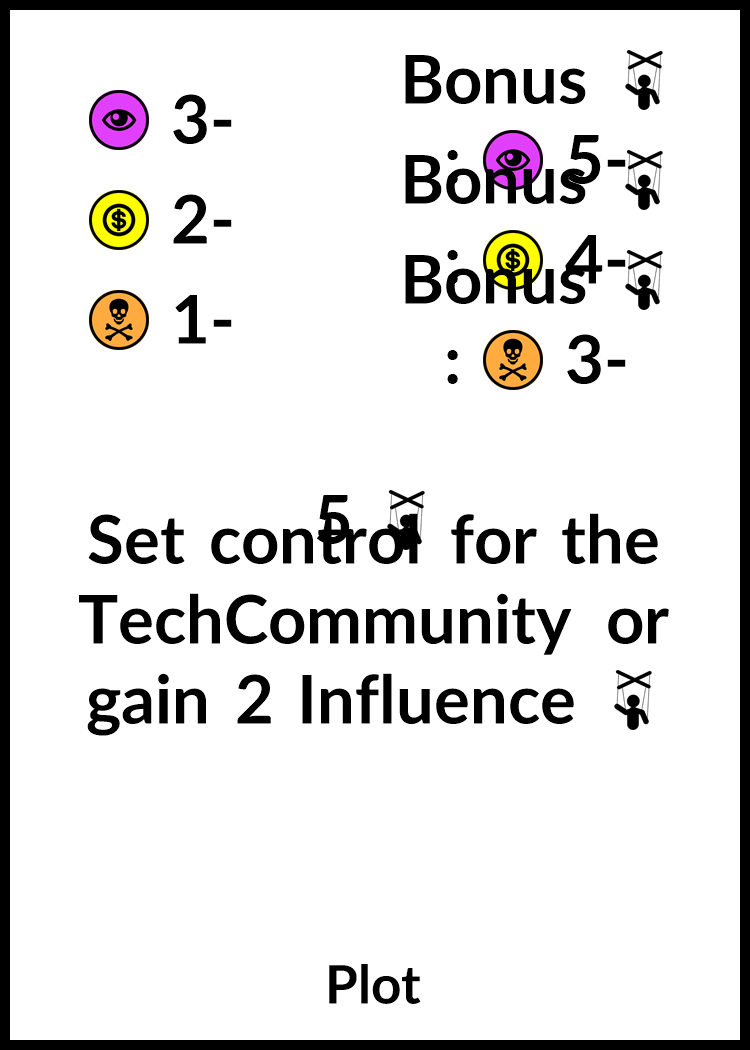 3-
2-
1-
Bonus
: 5-
Bonus
: 4-
Bonus
: 3-
5
Set control for the
TechCommunity or
gain 2 Influence
Plot